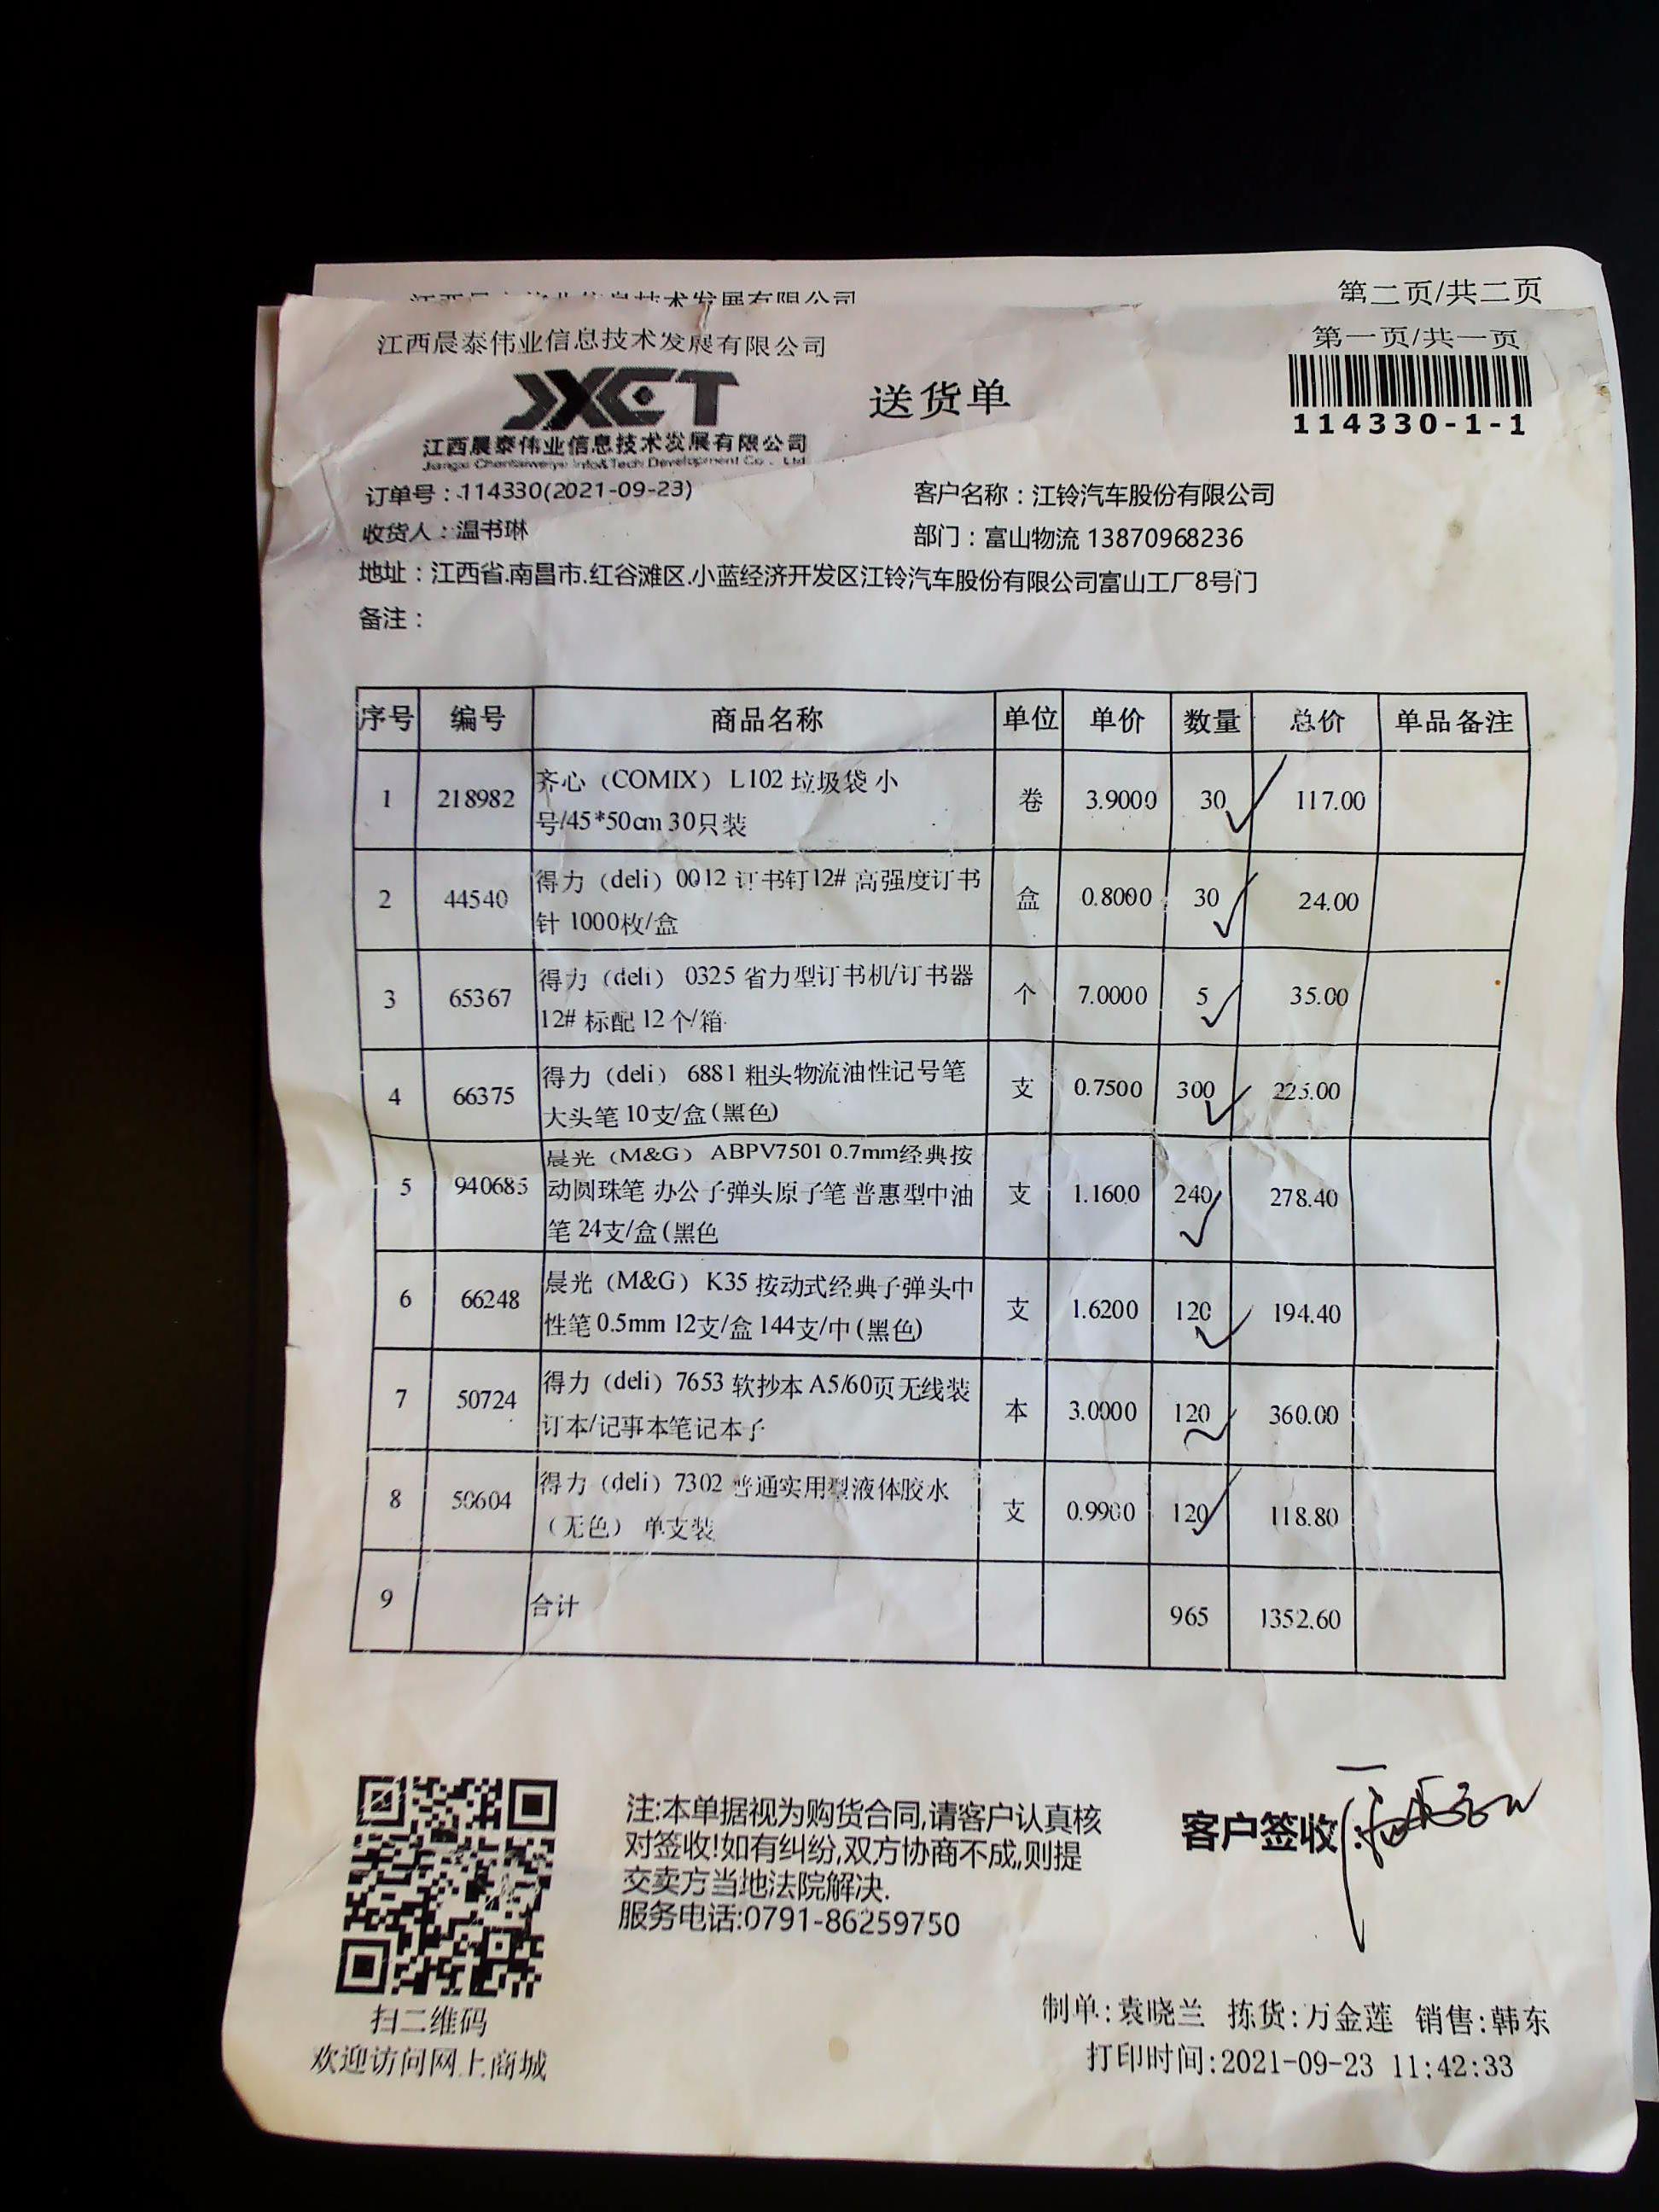 第二页/共二页
江西晨泰伟业信息技术发展有限公司
第一页/共一页
JXCT
送货单
114330-1-1
江西晨泰伟业信息技术发展有限公司
Jiangxi Chentaiweiye Info&Tech Development Co., Ltd
订单号：114330(2021-09-23)
客户名称：江铃汽车股份有限公司
收货人：温书琳
部门：富山物流 13870968236
地址：江西省.南昌市.红谷滩区.小蓝经济开发区江铃汽车股份有限公司富山工厂8号门
备注：
序号 编号 商品名称 单位 单价 数量 总价 单品备注
1 218982 齐心（COMIX） L102 垃圾袋 小 卷 3.9000 30 117.00
号/45*50cm 30只装
2 44540 得力（deli）0012 订书钉12# 高强度订书 盒 0.8000 30 24.00
针 1000枚/盒
3 65367 得力（deli） 0325 省力型订书机/订书器 个 7.0000 5 35.00
12# 标配 12个/箱
4 66375 得力（deli） 6881 粗头物流油性记号笔 支 0.7500 300 225.00
大头笔 10支/盒(黑色)
5 940685 晨光（M&G） ABPV7501 0.7mm经典按 支 1.1600 240 278.40
动圆珠笔 办公子弹头原子笔 普惠型中油
笔 24支/盒(黑色
6 66248 晨光（M&G） K35 按动式经典子弹头中 支 1.6200 120 194.40
性笔 0.5mm 12支/盒 144支/中(黑色)
7 50724 得力（deli）7653 软抄本 A5/60页无线装 本 3.0000 120 360.00
订本/记事本笔记本子
8 50604 得力（deli）7302 普通实用型液体胶水 支 0.9900 120 118.80
（无色） 单支装
9 合计 965 1352.60
注:本单据视为购货合同,请客户认真核
对签收!如有纠纷,双方协商不成,则提
交卖方当地法院解决.
服务电话:0791-86259750
客户签收:
扫二维码
欢迎访问网上商城
制单:袁晓兰 拣货:万金莲 销售:韩东
打印时间:2021-09-23 11:42:33